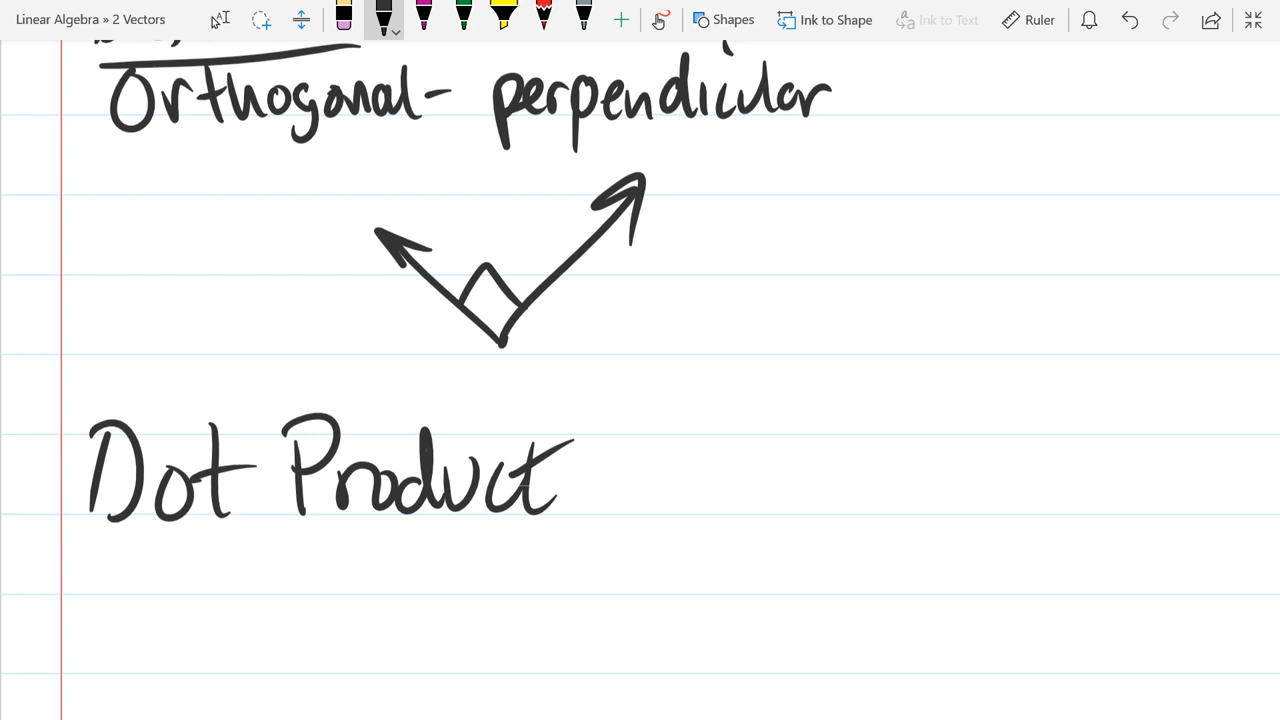 Linear Algebra » 2 Vectors Shapes Ink to Shape Ink to Text Ruler
Orthogonal- perpendicular
Dot Product